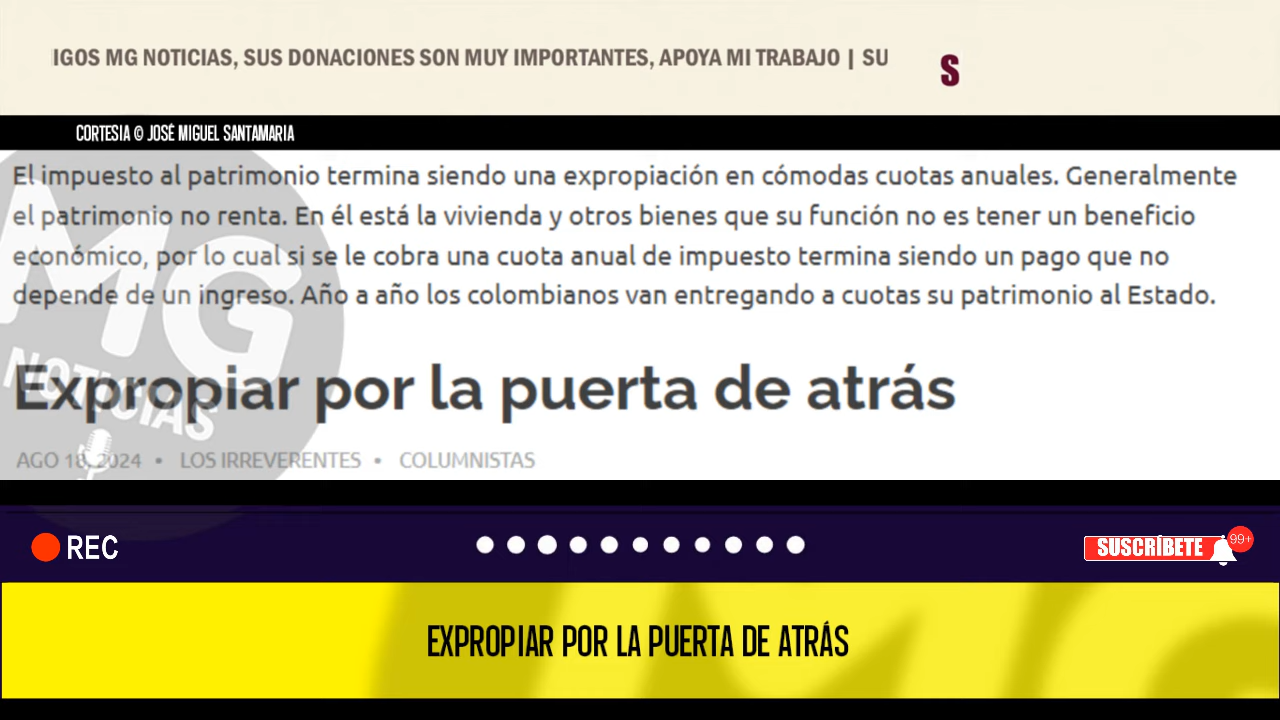 IGOS MG NOTICIAS, SUS DONACIONES SON MUY IMPORTANTES, APOYA MI TRABAJO | SU
S
CORTESIA © JOSÉ MIGUEL SANTAMARIA
El impuesto al patrimonio termina siendo una expropiación en cómodas cuotas anuales. Generalmente
el patrimonio no renta. En él está la vivienda y otros bienes que su función no es tener un beneficio
económico, por lo cual si se le cobra una cuota anual de impuesto termina siendo un pago que no
depende de un ingreso. Año a año los colombianos van entregando a cuotas su patrimonio al Estado.
MG
NOTICIAS
Expropiar por la puerta de atrás
AGO 18, 2024 • LOS IRREVERENTES • COLUMNISTAS
REC
SUSCRÍBETE
99+
EXPROPIAR POR LA PUERTA DE ATRÁS